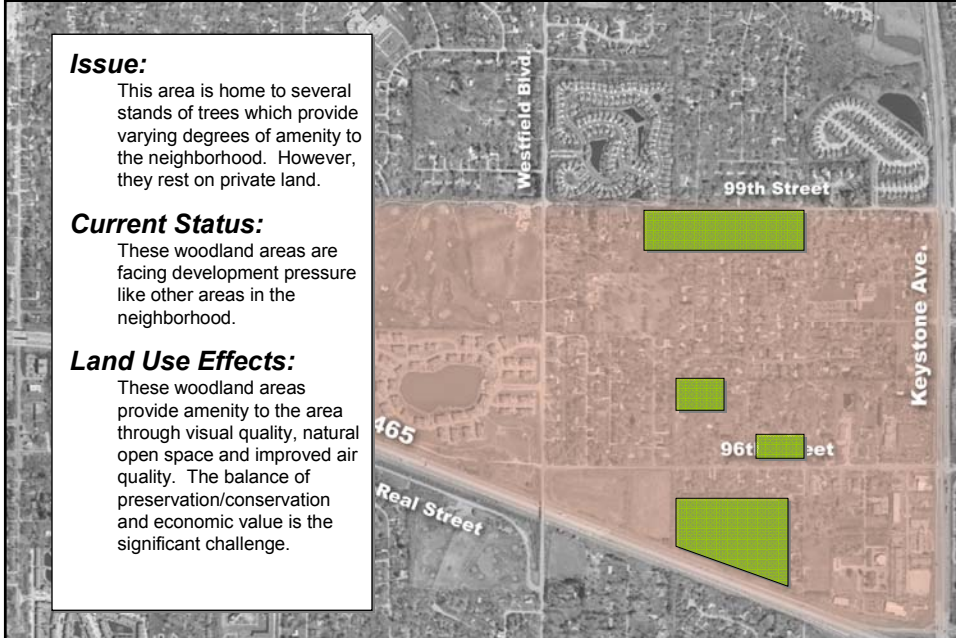 Issue:
This area is home to several
stands of trees which provide
varying degrees of amenity to
the neighborhood. However,
they rest on private land.
Current Status:
These woodland areas are
facing development pressure
like other areas in the
neighborhood.
Land Use Effects:
These woodland areas
provide amenity to the area
through visual quality, natural
open space and improved air
quality. The balance of
preservation/conservation
and economic value is the
significant challenge.
Westfield Blvd.
99th Street
Keystone Ave.
465
96th
Real Street